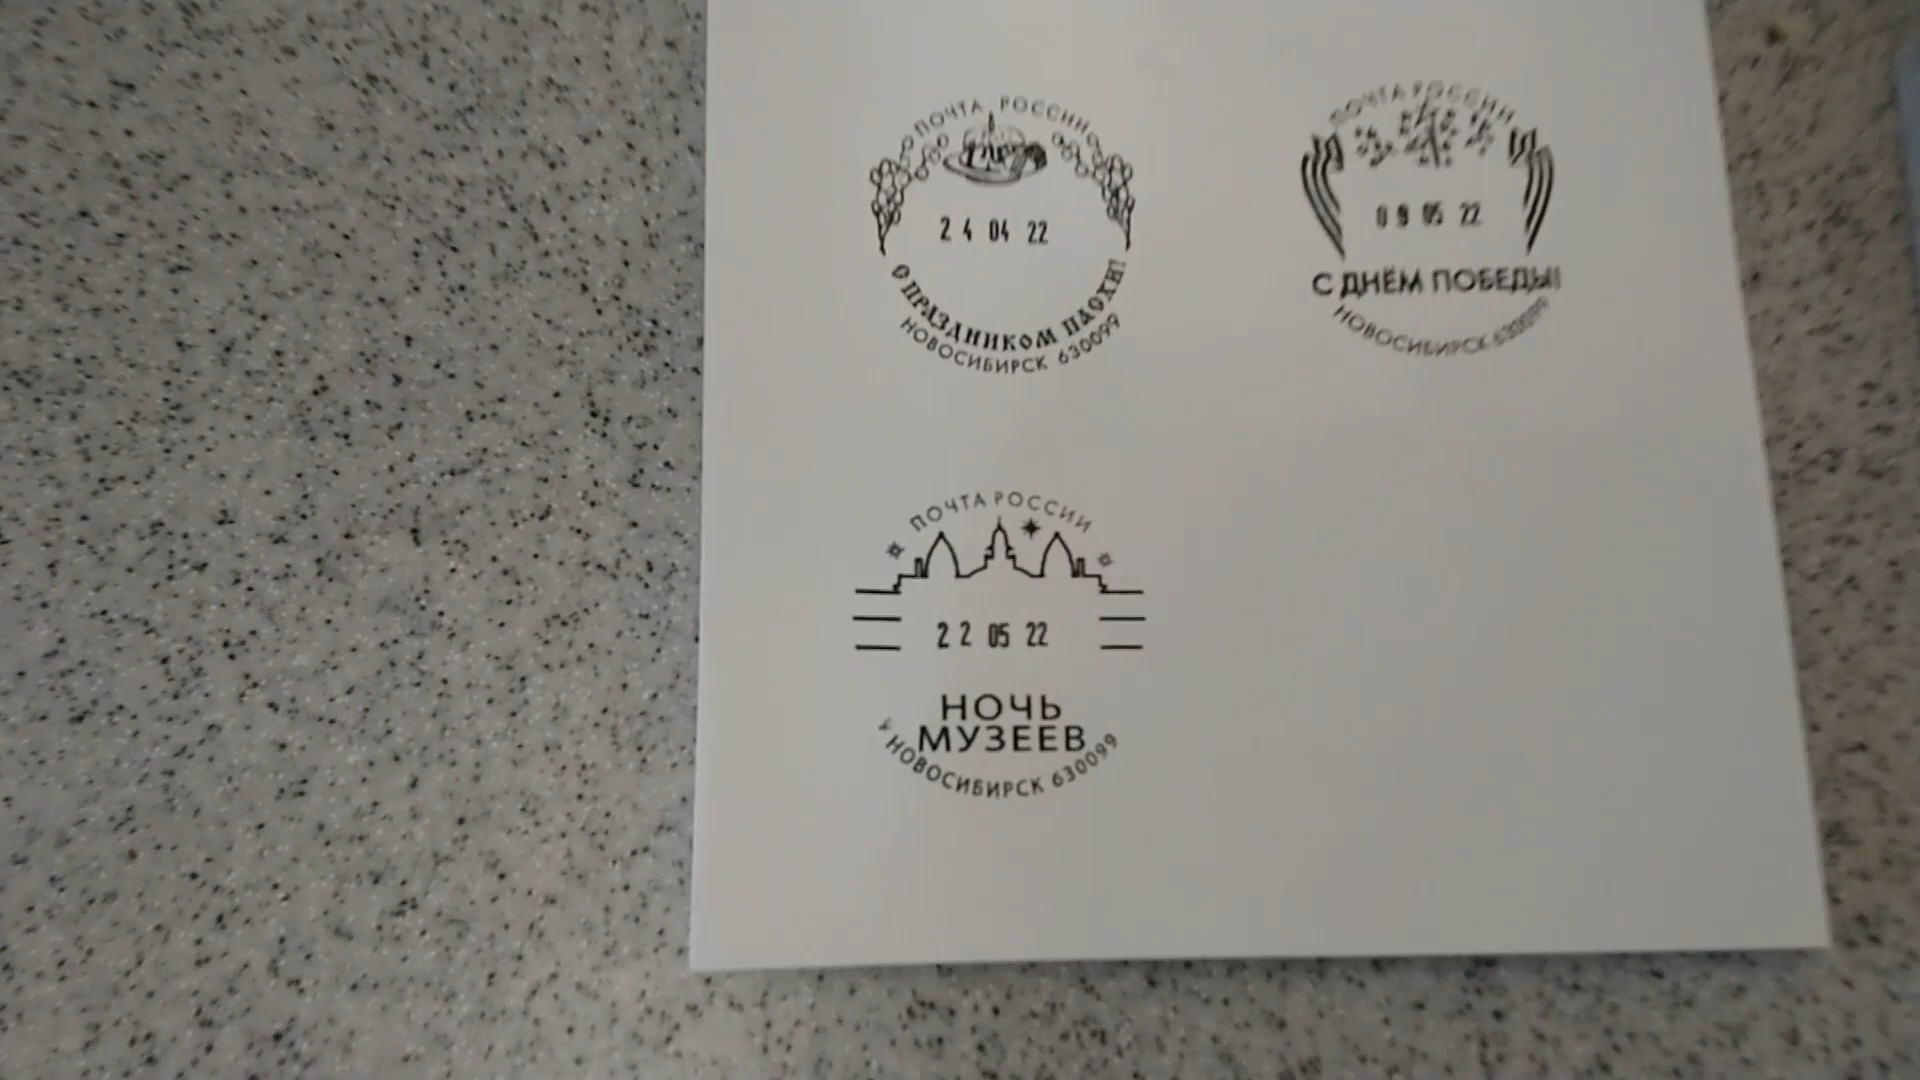 ПОЧТА РОССИИ
24 04 22
С ПРАЗДНИКОМ ПАСХИ!
НОВОСИБИРСК 630099
ПОЧТА РОССИИ
09 05 22
С ДНЁМ ПОБЕДЫ!
НОВОСИБИРСК 630099
ПОЧТА РОССИИ
22 05 22
НОЧЬ
МУЗЕЕВ
НОВОСИБИРСК 630099